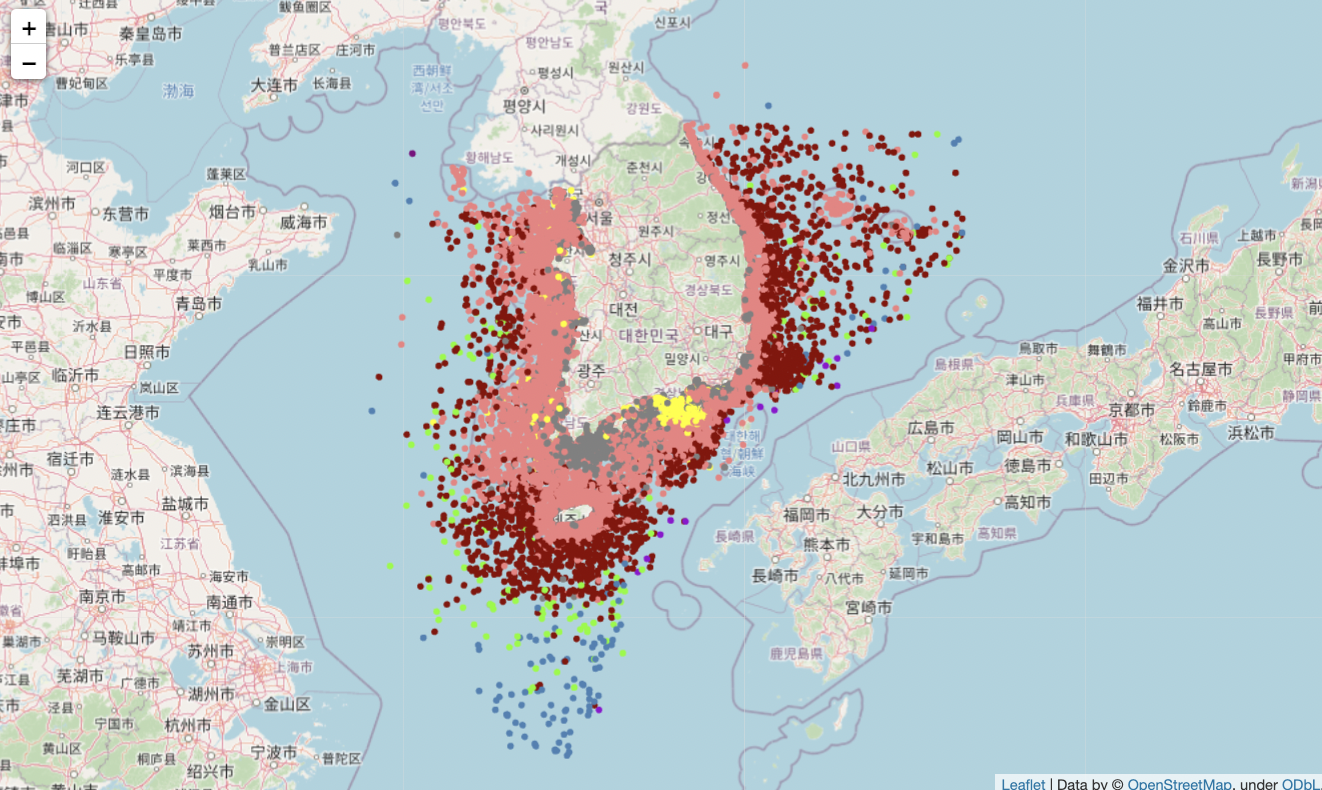 +
−
唐山市
秦皇岛市
鲅鱼圈区
평안북도
신포시
乐亭县
普兰店区
庄河市
평안남도
曹妃甸区
渤海
大连市
长海县
西朝鮮
湾/서조
선만
평성시
원산시
평양시
강원도
사리원시
황해남도
개성시
춘천시
河口区
蓬莱区
滨州市
东营市
烟台市
威海市
서울
원주시
정선
临淄区
寒亭区
莱西市
乳山市
平度市
山东省
청주시
영주시
博山区
青岛市
경상북도
대전
沂水县
대한민국
대구
平邑县
日照市
밀양시
临沂市
岚山区
광주
连云港市
宿迁市
涟水县
滨海县
盐城市
泗洪县
淮安市
盱眙县
江苏省
高邮市
海安市
南京市
南通市
靖江市
马鞍山市
崇明区
苏州市
上海市
芜湖市
广德市
湖州市
金山区
泾县
宁国市
杭州市
黄山区
桐庐县
宁波市
普陀区
绍兴市
대한해
협/朝鮮
海峡
石川県
上越市
金沢市
長野市
福井市
高山市
長野県
鳥取市
舞鶴市
島根県
津山市
名古屋市
甲府市
兵庫県
京都市
鈴鹿市
静岡県
広島市
岡山市
和歌山市
松阪市
浜松市
山口県
松山市
徳島市
北九州市
田辺市
高知市
福岡市
大分市
宇和島市
高知県
長崎県
熊本市
長崎市
八代市
延岡市
宮崎市
鹿児島県
Leaflet | Data by © OpenStreetMap, under ODbL.